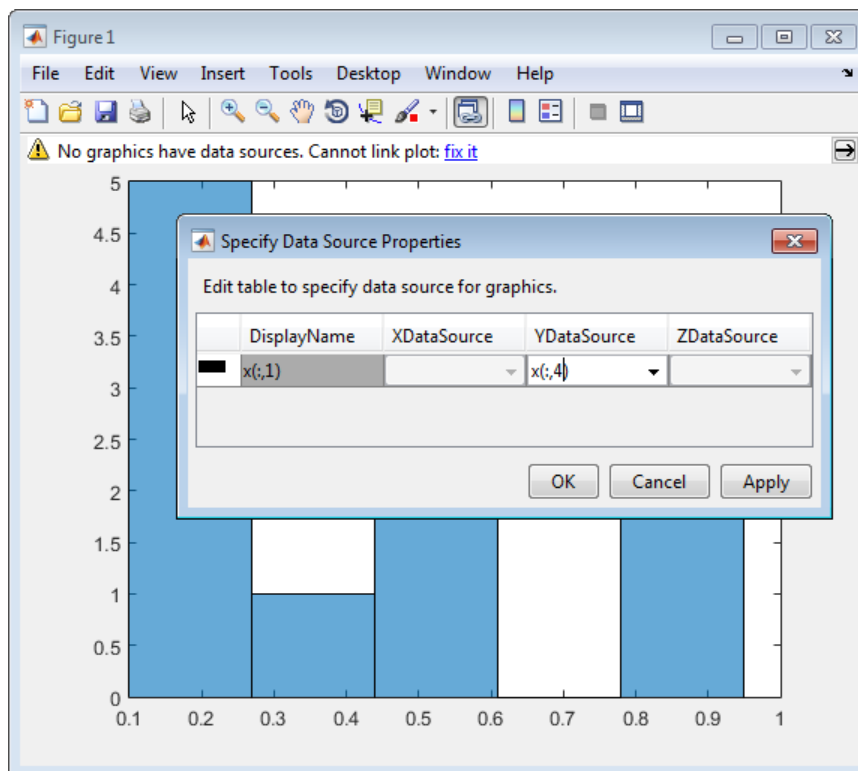 Figure 1
File Edit View Insert Tools Desktop Window Help
No graphics have data sources. Cannot link plot: fix it
5
4.5
4
3.5
3
2.5
2
1.5
1
0.5
0
Specify Data Source Properties
Edit table to specify data source for graphics.
DisplayName XDataSource YDataSource ZDataSource
x(:,1) x(:,4)
OK Cancel Apply
0.1 0.2 0.3 0.4 0.5 0.6 0.7 0.8 0.9 1